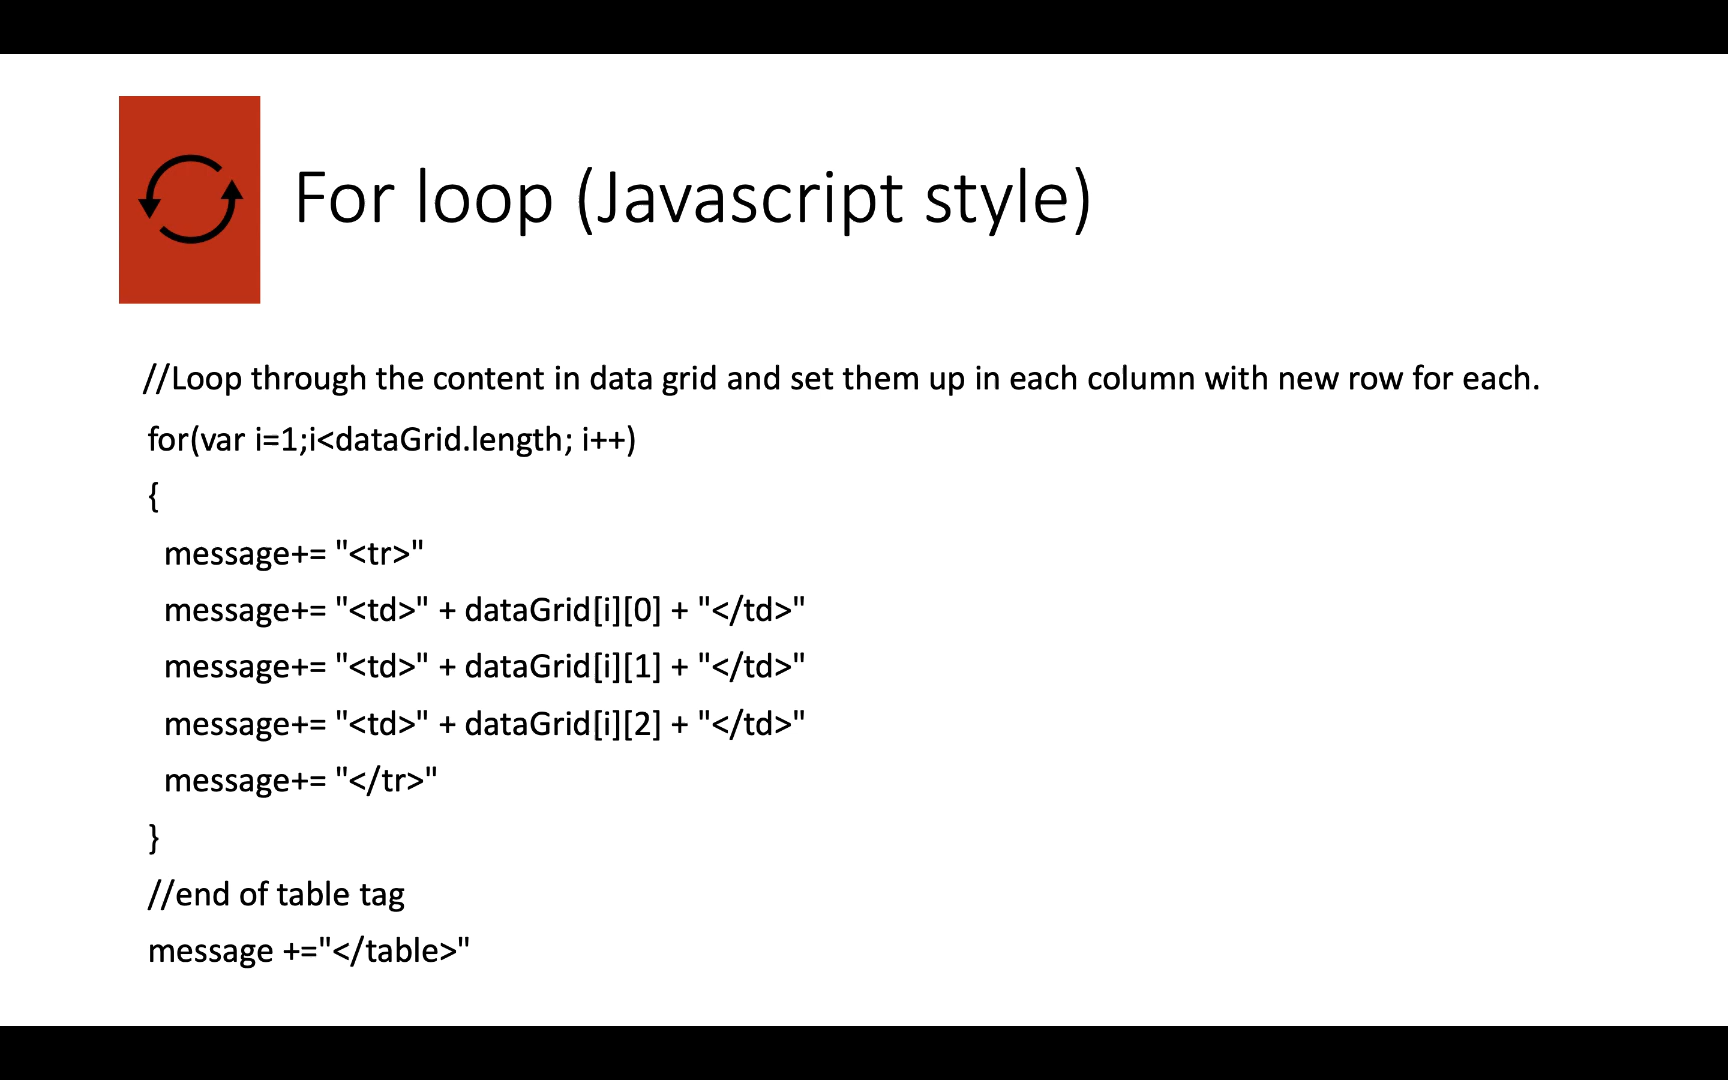 For loop (Javascript style)
//Loop through the content in data grid and set them up in each column with new row for each.
for(var i=1;i<dataGrid.length; i++)
{
message+= "<tr>"
message+= "<td>" + dataGrid[i][0] + "</td>"
message+= "<td>" + dataGrid[i][1] + "</td>"
message+= "<td>" + dataGrid[i][2] + "</td>"
message+= "</tr>"
}
//end of table tag
message +="</table>"